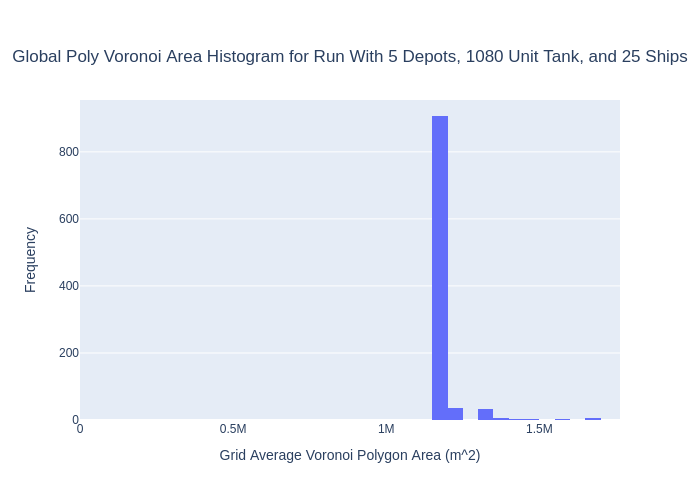 Global Poly Voronoi Area Histogram for Run With 5 Depots, 1080 Unit Tank, and 25 Ships
Frequency
800
600
400
200
0
0
0.5M
1M
1.5M
Grid Average Voronoi Polygon Area (m^2)